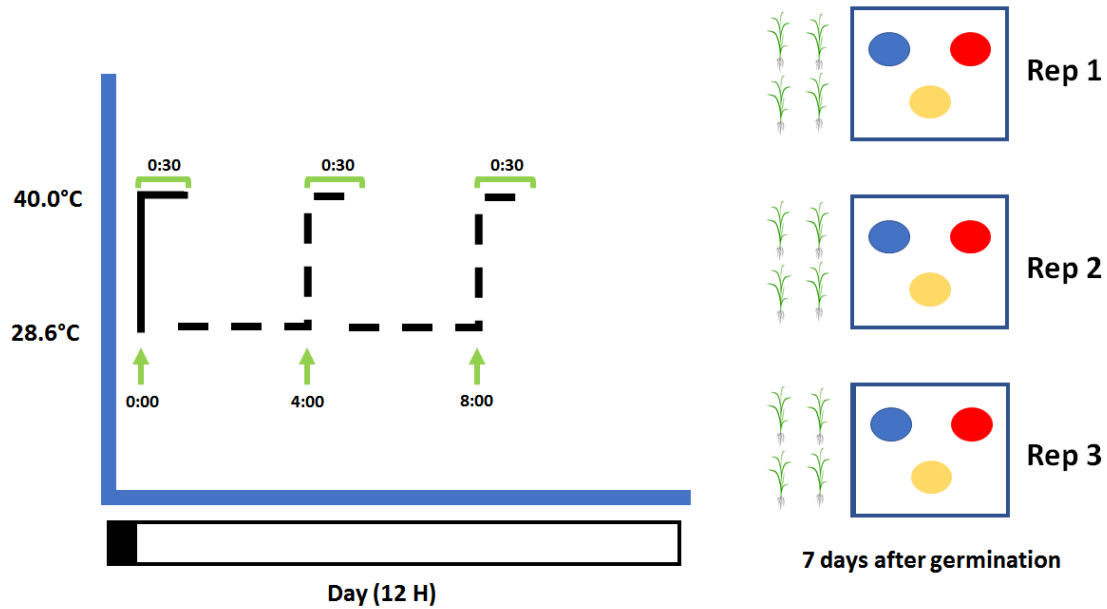 0:30
0:30
0:30
40.0°C
28.6°C
0:00
4:00
8:00
Day (12 H)
Rep 1
Rep 2
Rep 3
7 days after germination